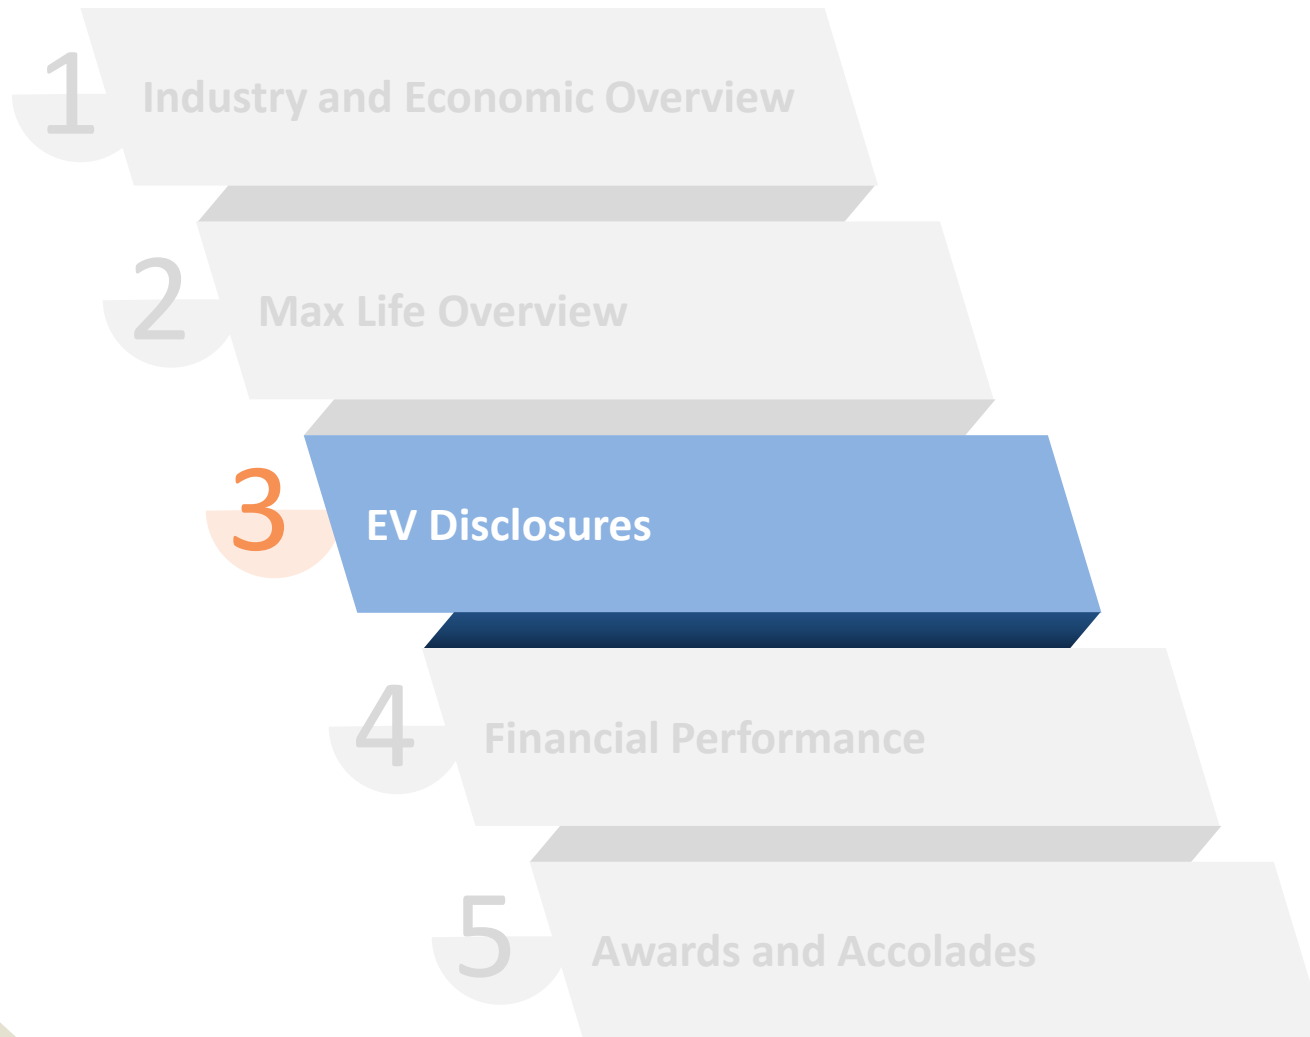 1
Industry and Economic Overview
2
Max Life Overview
3
EV Disclosures
4
Financial Performance
5
Awards and Accolades